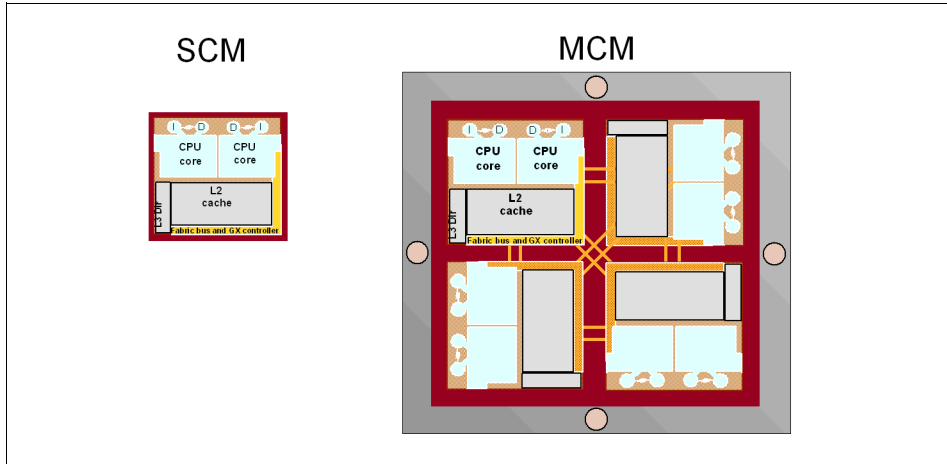 SCM
MCM
I D D I
CPU
core
CPU
core
L2
cache
L3 Dir
Fabric bus and GX controller
I D D I
CPU
core
CPU
core
L2
cache
L3 Dir
Fabric bus and GX controller